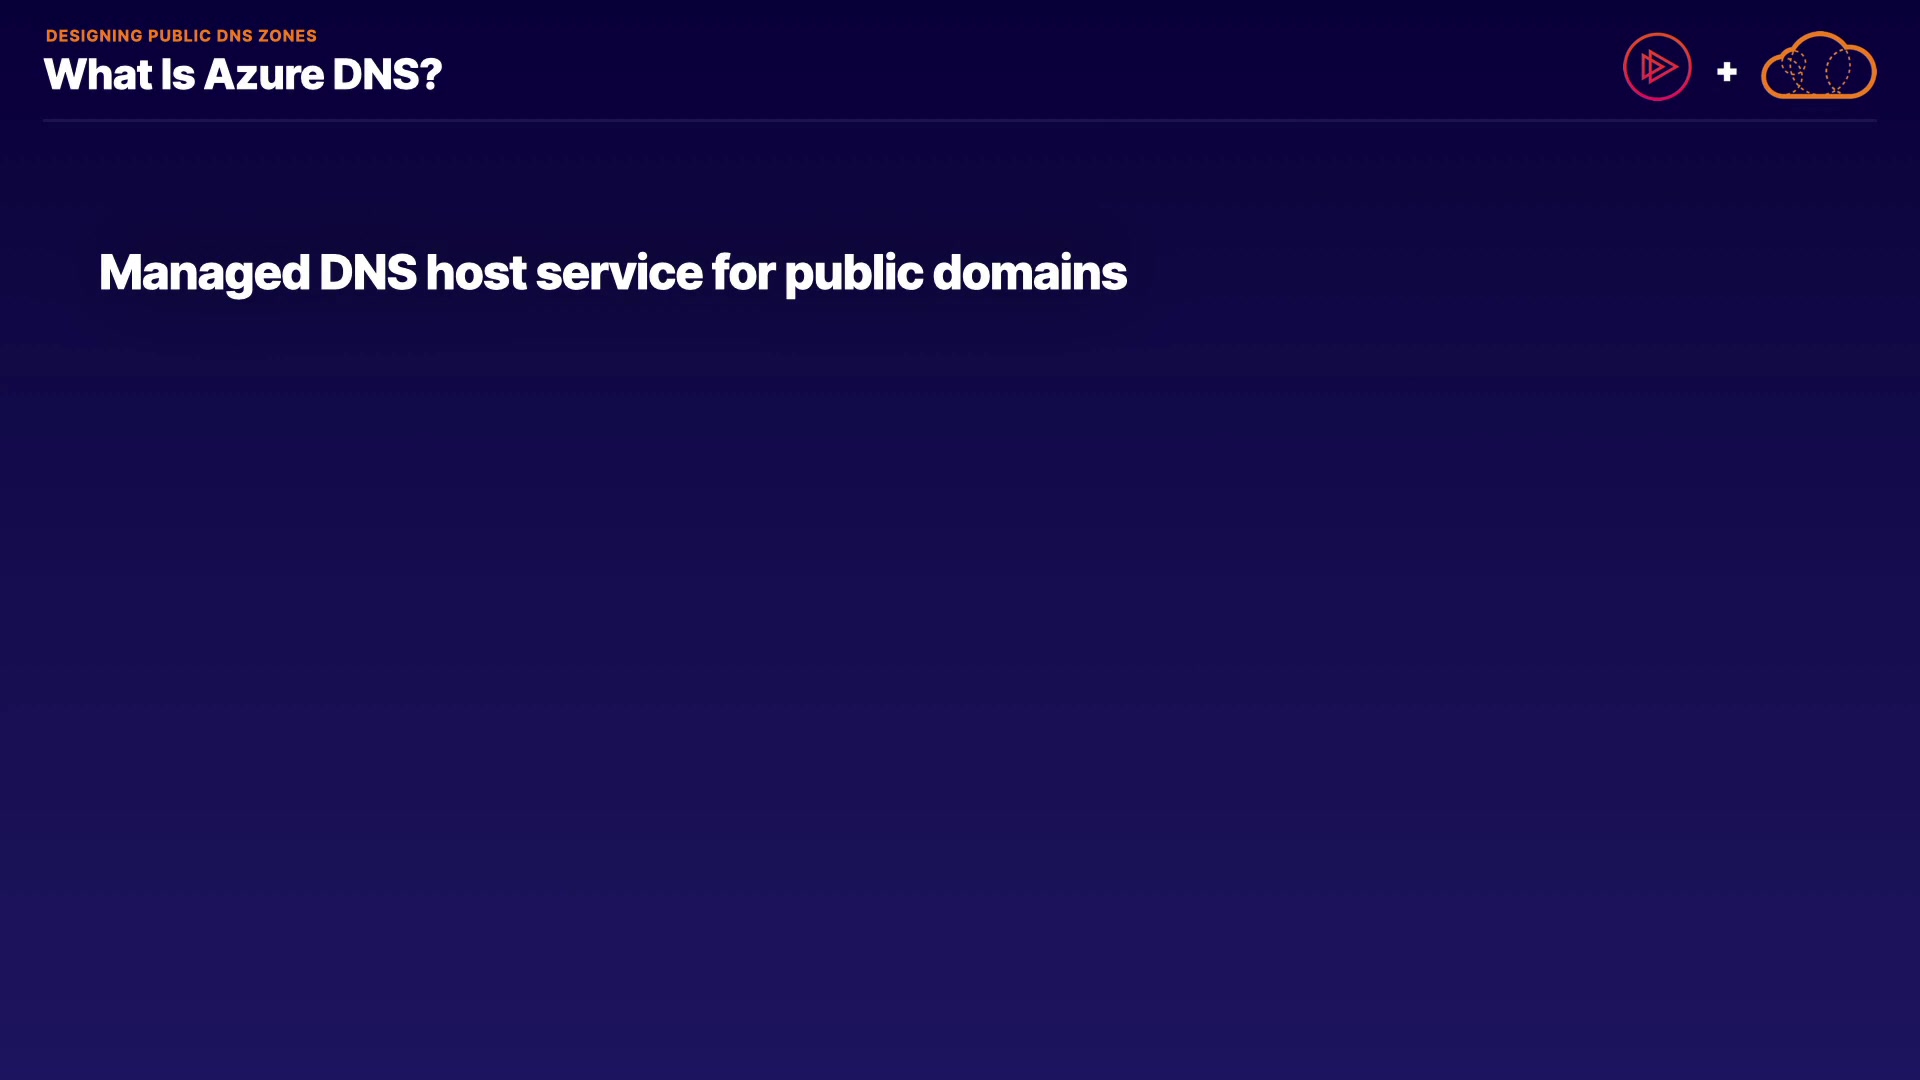 DESIGNING PUBLIC DNS ZONES
What Is Azure DNS?
+
Managed DNS host service for public domains